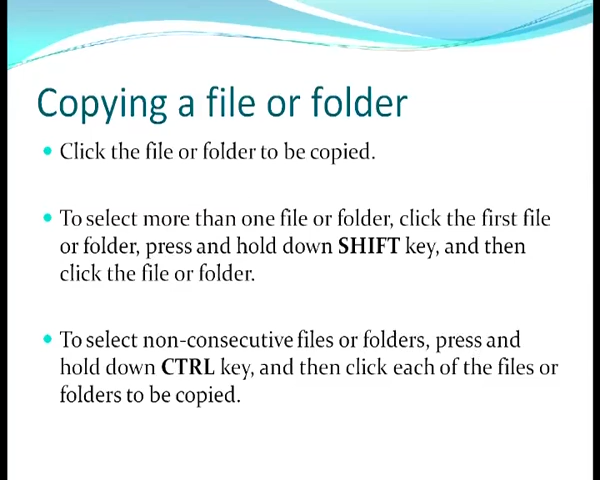 Copying a file or folder
Click the file or folder to be copied.
To select more than one file or folder, click the first file
or folder, press and hold down SHIFT key, and then
click the file or folder.
To select non-consecutive files or folders, press and
hold down CTRL key, and then click each of the files or
folders to be copied.